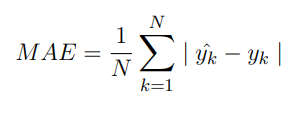 MAE = \frac{1}{N} \sum_{k=1}^{N} | \hat{y_k} - y_k |